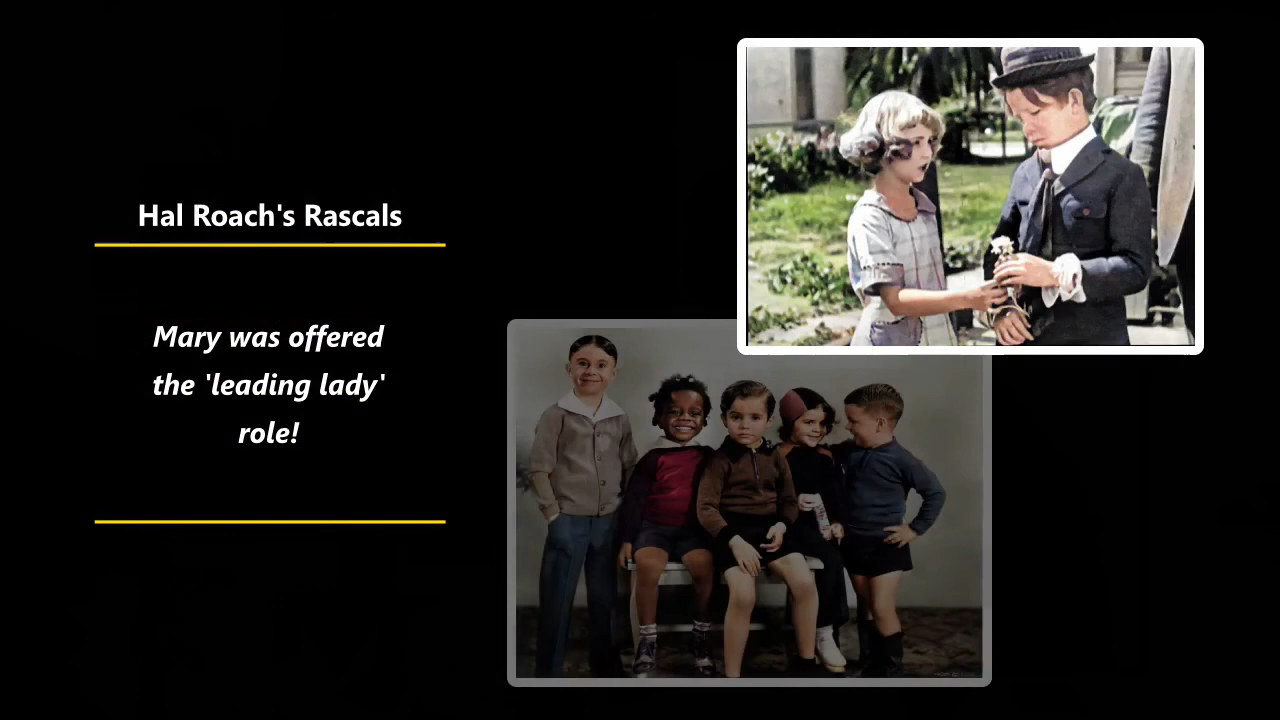 Hal Roach's Rascals
Mary was offered
the 'leading lady'
role!